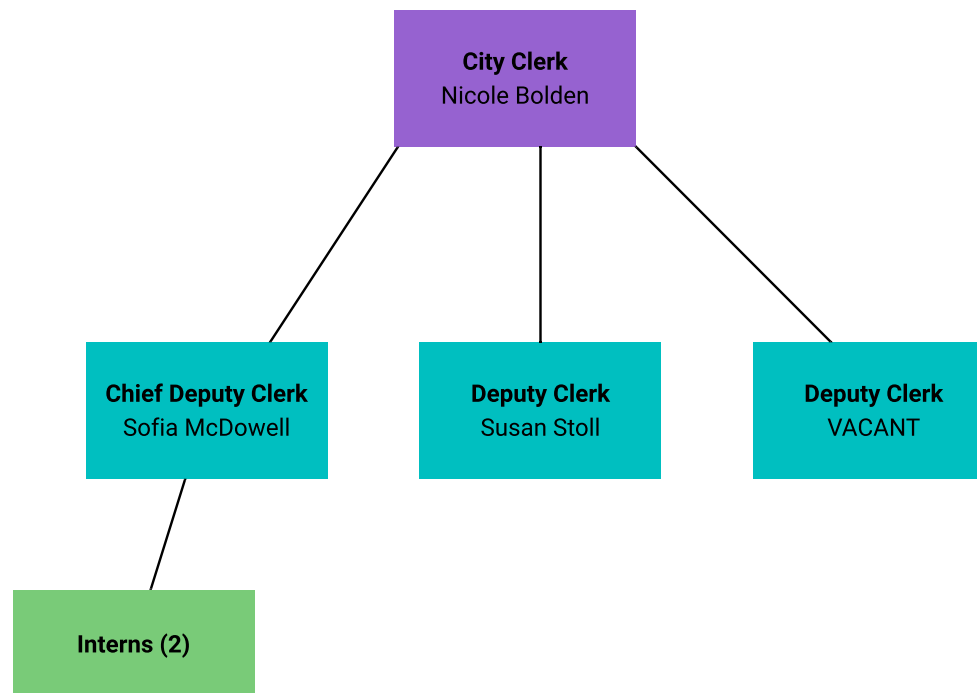 City Clerk
Nicole Bolden
Chief Deputy Clerk
Sofia McDowell
Deputy Clerk
Susan Stoll
Deputy Clerk
VACANT
Interns (2)